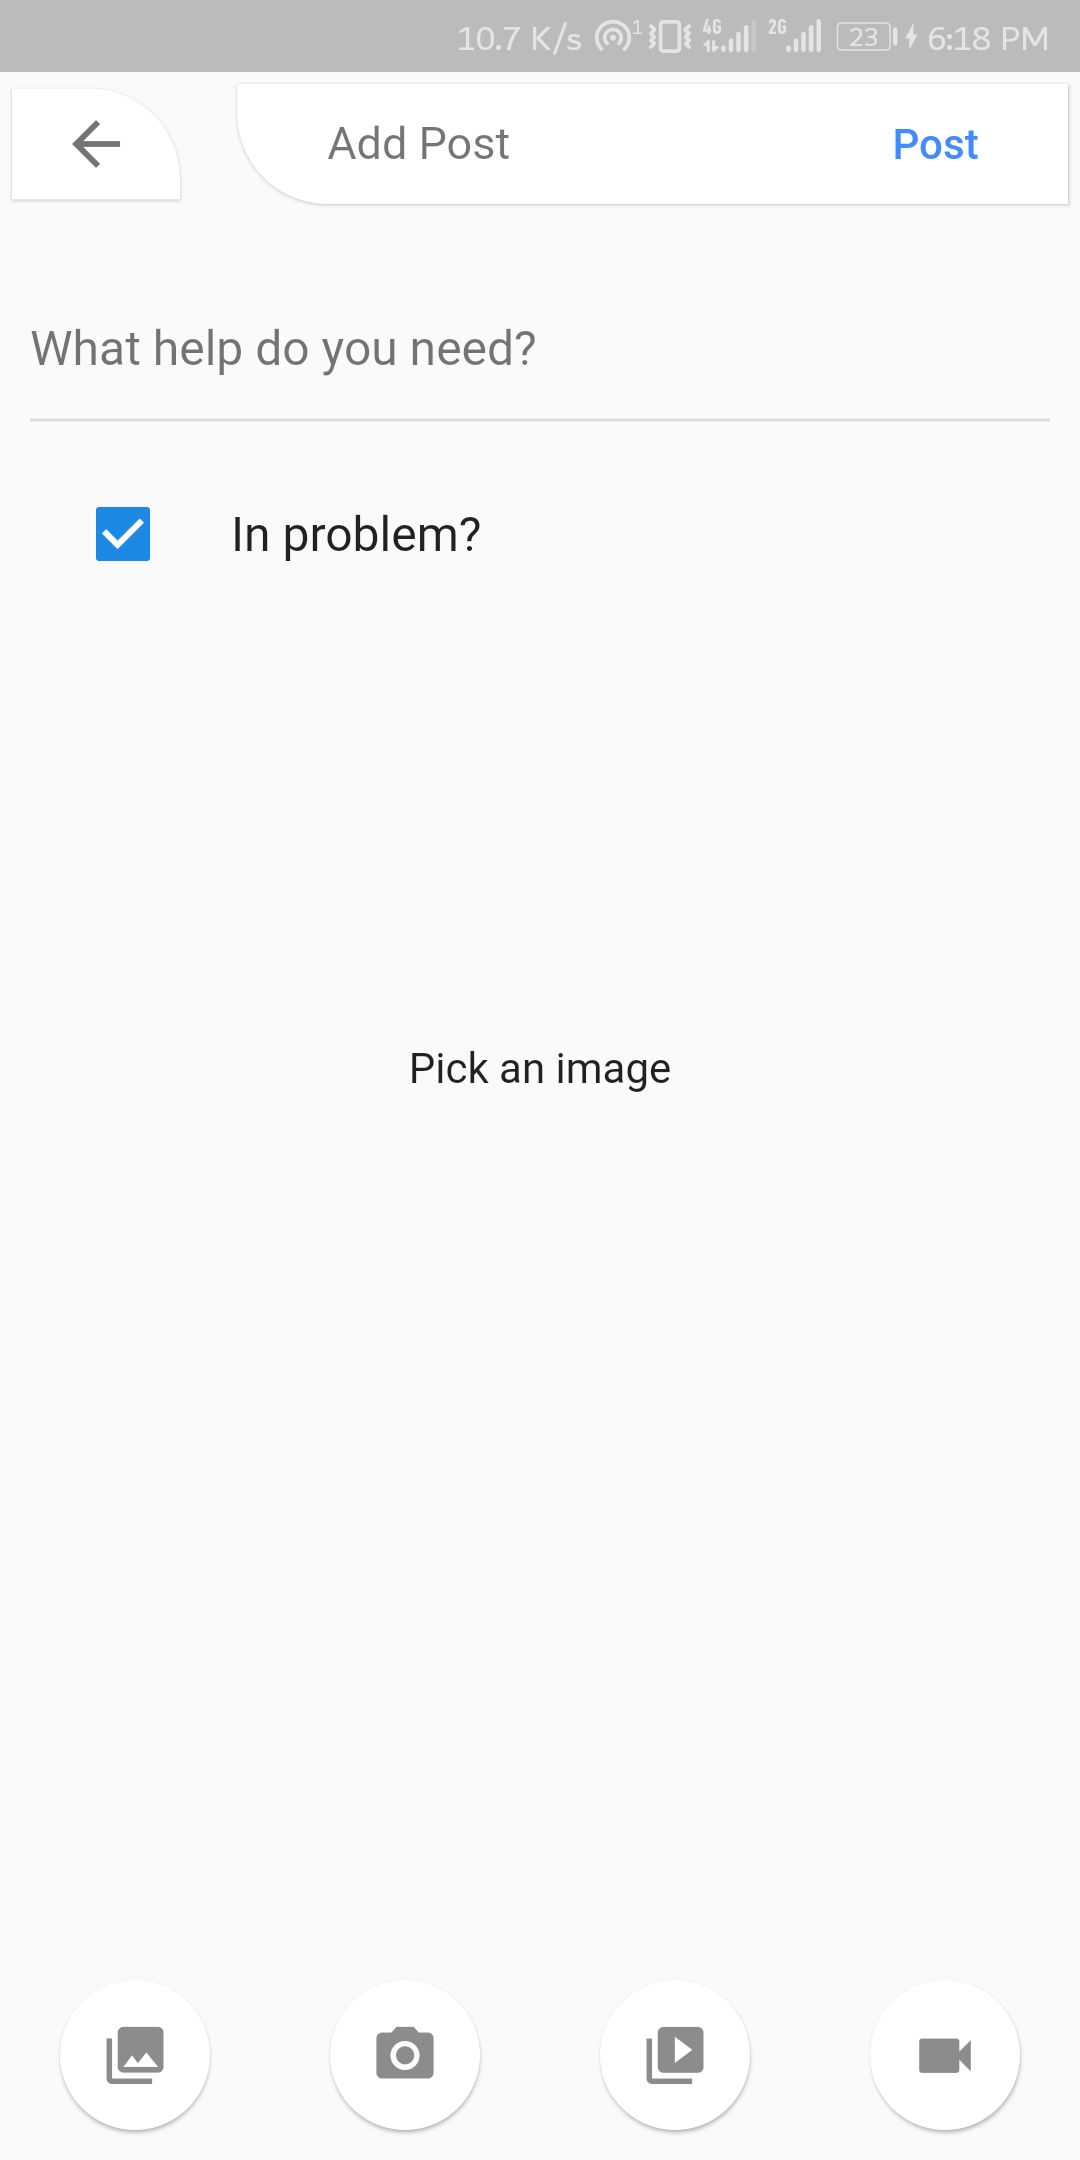 10.7 K/s 1 4G 2G 23 6:18 PM
Add Post Post
What help do you need?
In problem?
Pick an image